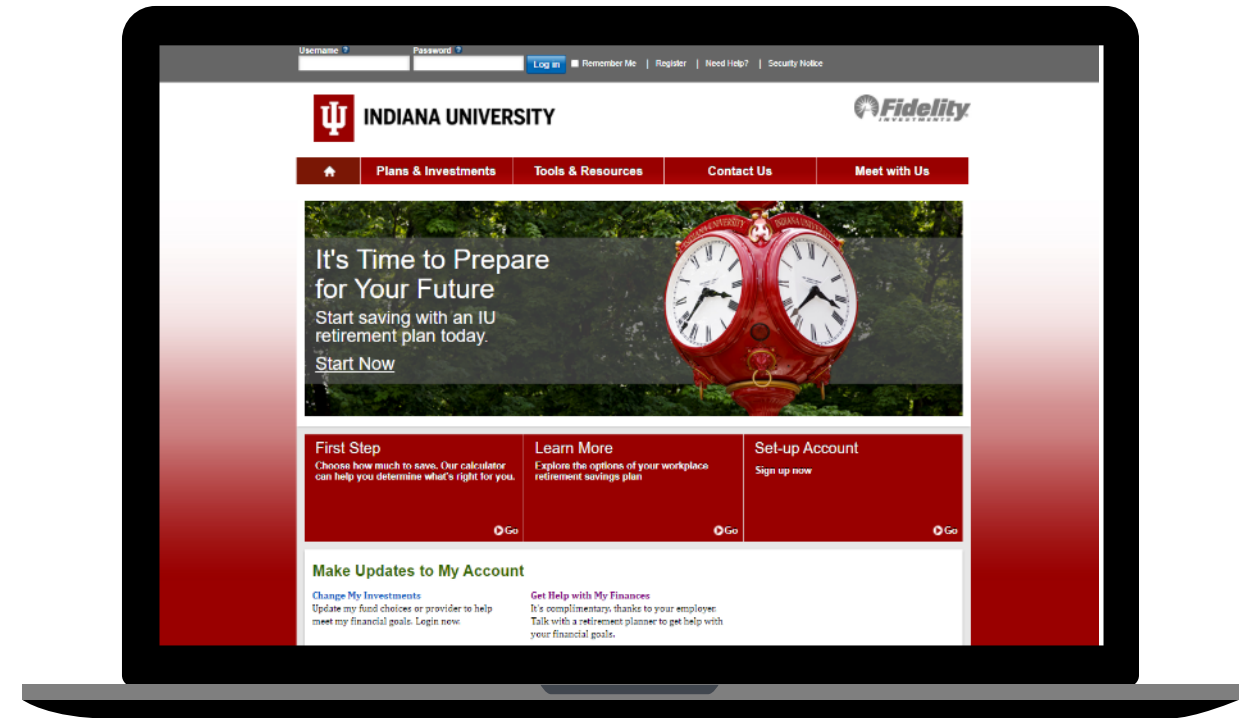 Username ?
Password ?
Log in
Remember Me | Register | Need Help? | Security Notice
INDIANA UNIVERSITY
Fidelity
INVESTMENTS
Plans & Investments
Tools & Resources
Contact Us
Meet with Us
INDIANA UNIVERSITY
It's Time to Prepare
for Your Future
Start saving with an IU
retirement plan today.
Start Now
First Step
Choose how much to save. Our calculator
can help you determine what's right for you.
Go
Learn More
Explore the options of your workplace
retirement savings plan
Go
Set-up Account
Sign up now
Go
Make Updates to My Account
Change My Investments
Update my fund choices or provider to help
meet my financial goals. Login now.
Get Help with My Finances
It's complimentary, thanks to your employer.
Talk with a retirement planner to get help with
your financial goals.